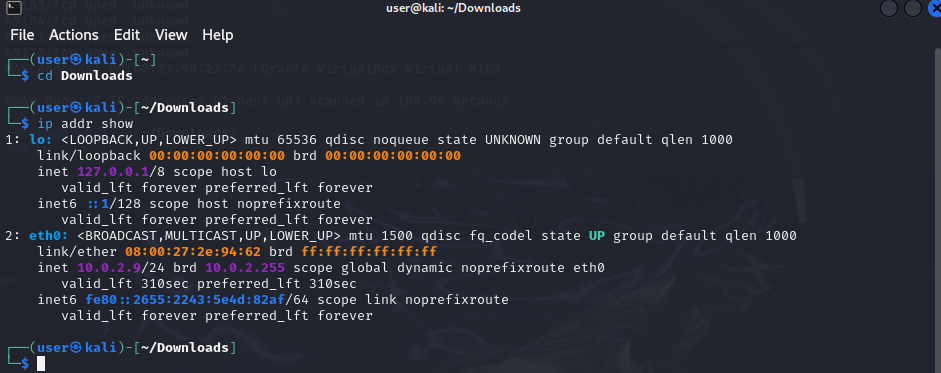 user@kali: ~/Downloads
File Actions Edit View Help
┌──(user㉿kali)-[~]
└─$ cd Downloads
┌──(user㉿kali)-[~/Downloads]
└─$ ip addr show
1: lo: <LOOPBACK,UP,LOWER_UP> mtu 65536 qdisc noqueue state UNKNOWN group default qlen 1000
    link/loopback 00:00:00:00:00:00 brd 00:00:00:00:00:00
    inet 127.0.0.1/8 scope host lo
       valid_lft forever preferred_lft forever
    inet6 ::1/128 scope host noprefixroute
       valid_lft forever preferred_lft forever
2: eth0: <BROADCAST,MULTICAST,UP,LOWER_UP> mtu 1500 qdisc fq_codel state UP group default qlen 1000
    link/ether 08:00:27:2e:94:62 brd ff:ff:ff:ff:ff:ff
    inet 10.0.2.9/24 brd 10.0.2.255 scope global dynamic noprefixroute eth0
       valid_lft 310sec preferred_lft 310sec
    inet6 fe80::2655:2243:5e4d:82af/64 scope link noprefixroute
       valid_lft forever preferred_lft forever
┌──(user㉿kali)-[~/Downloads]
└─$